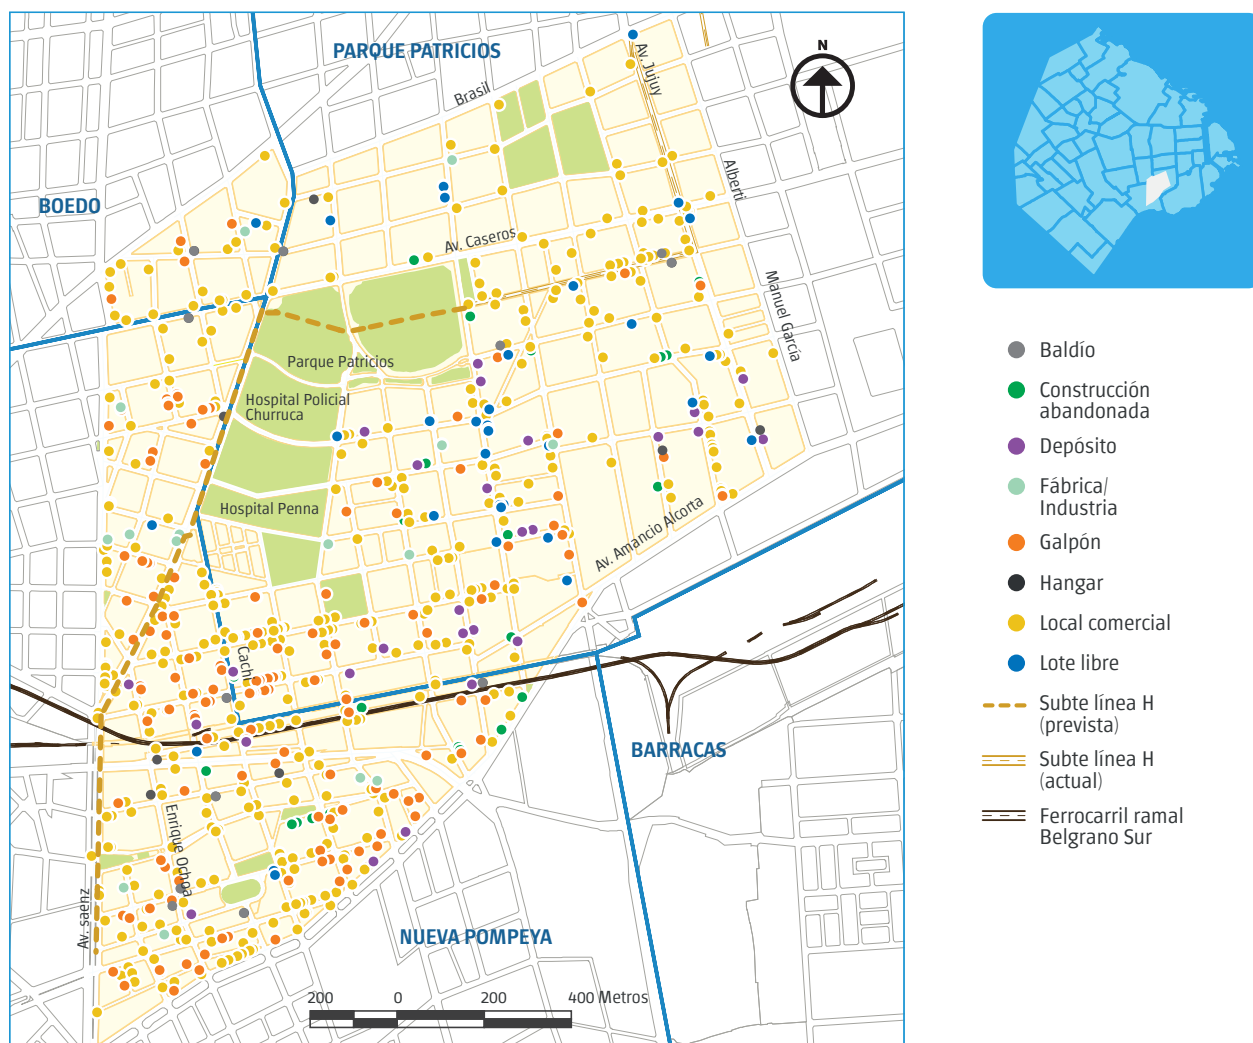 PARQUE PATRICIOS
N
Brasil
Av. Jujuy
Alberti
BOEDO
Av. Caseros
Manuel García
Parque Patricios
Hospital Policial
Churruca
Hospital Penna
Av. Amancio Alcorta
BARRACAS
Enrique Ochoa
Av. saenz
NUEVA POMPEYA
200
0
200
400 Metros
Baldío
Construcción
abandonada
Depósito
Fábrica/
Industria
Galpón
Hangar
Local comercial
Lote libre
Subte línea H
(prevista)
Subte línea H
(actual)
Ferrocarril ramal
Belgrano Sur